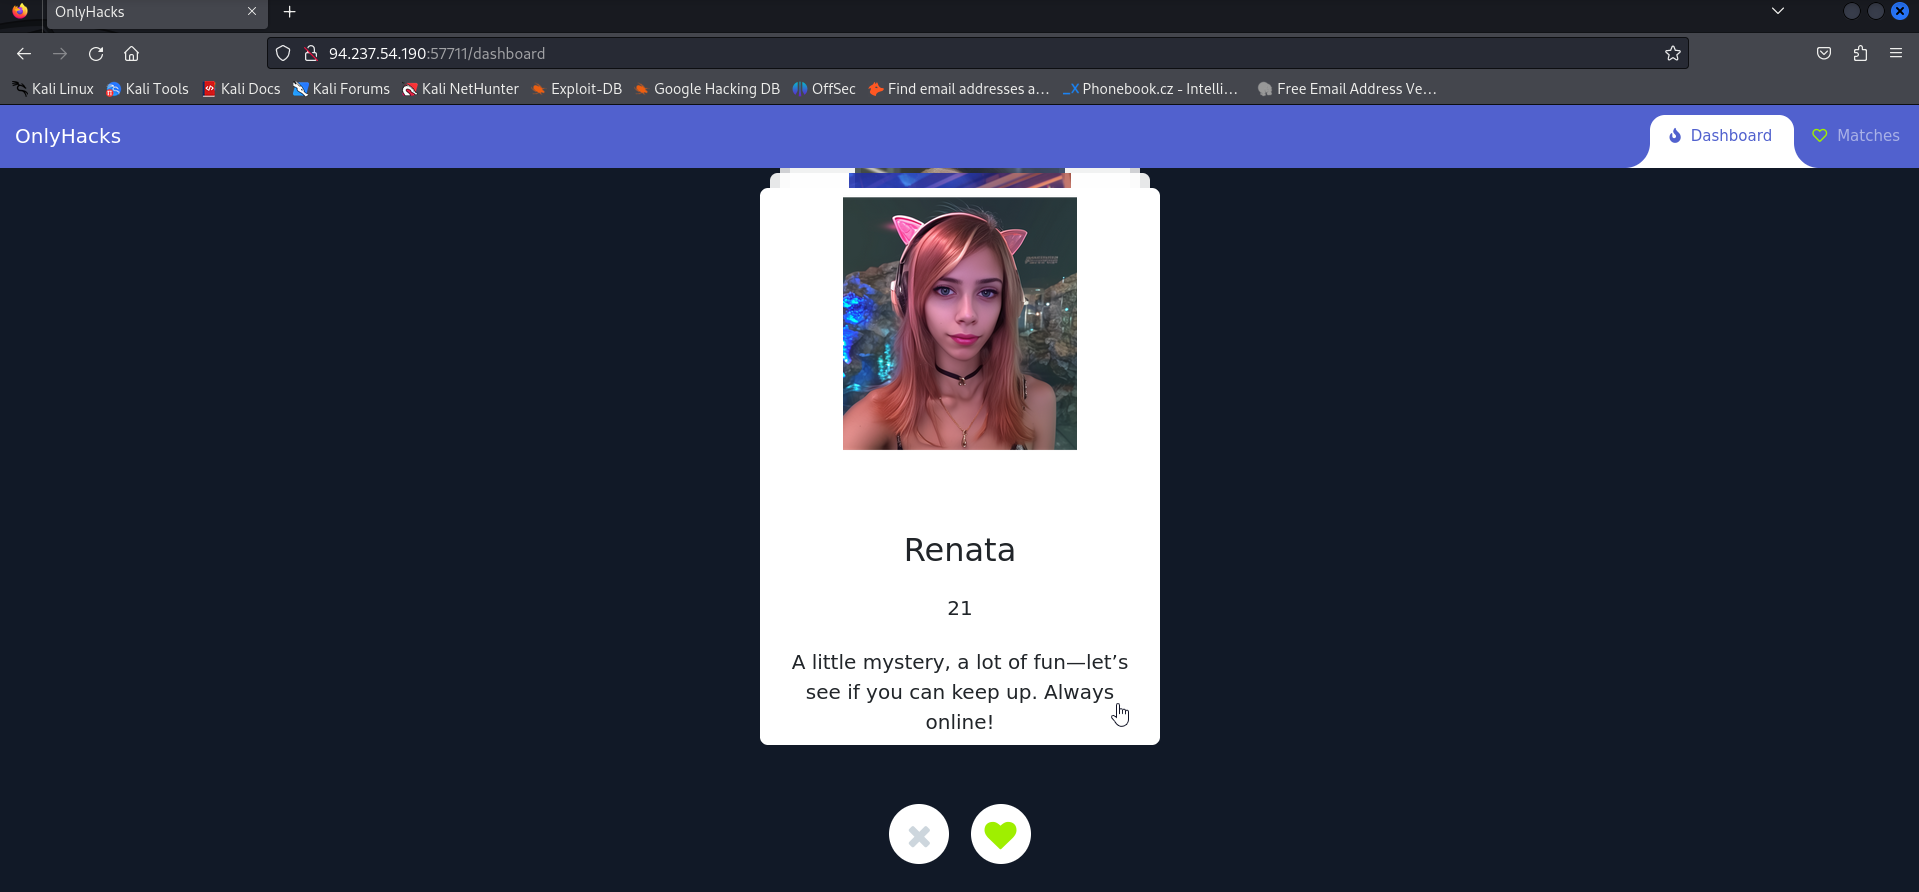 OnlyHacks
94.237.54.190:57711/dashboard
Kali Linux Kali Tools Kali Docs Kali Forums Kali NetHunter Exploit-DB Google Hacking DB OffSec Find email addresses a... _X Phonebook.cz - Intelli... Free Email Address Ve...
OnlyHacks Dashboard Matches
Renata
21
A little mystery, a lot of fun—let’s
see if you can keep up. Always
online!